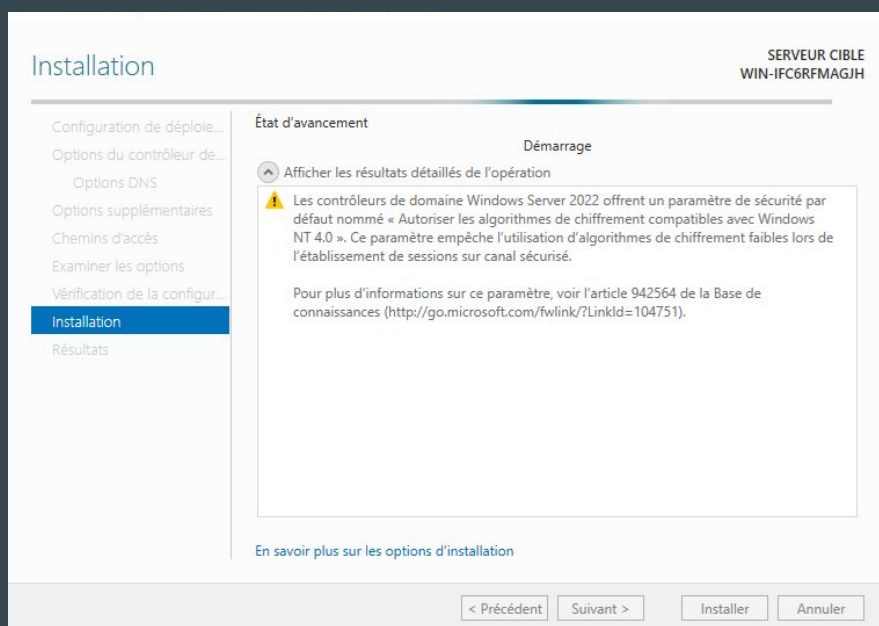 Installation
SERVEUR CIBLE
WIN-IFC6RFMAGJH
Configuration de déploie...
Options du contrôleur de...
Options DNS
Options supplémentaires
Chemins d'accès
Examiner les options
Vérification de la configur...
Installation
Résultats
État d'avancement
Démarrage
Afficher les résultats détaillés de l'opération
Les contrôleurs de domaine Windows Server 2022 offrent un paramètre de sécurité par
défaut nommé « Autoriser les algorithmes de chiffrement compatibles avec Windows
NT 4.0 ». Ce paramètre empêche l'utilisation d'algorithmes de chiffrement faibles lors de
l'établissement de sessions sur canal sécurisé.
Pour plus d'informations sur ce paramètre, voir l'article 942564 de la Base de
connaissances (http://go.microsoft.com/fwlink/?LinkId=104751).
En savoir plus sur les options d'installation
< Précédent
Suivant >
Installer
Annuler